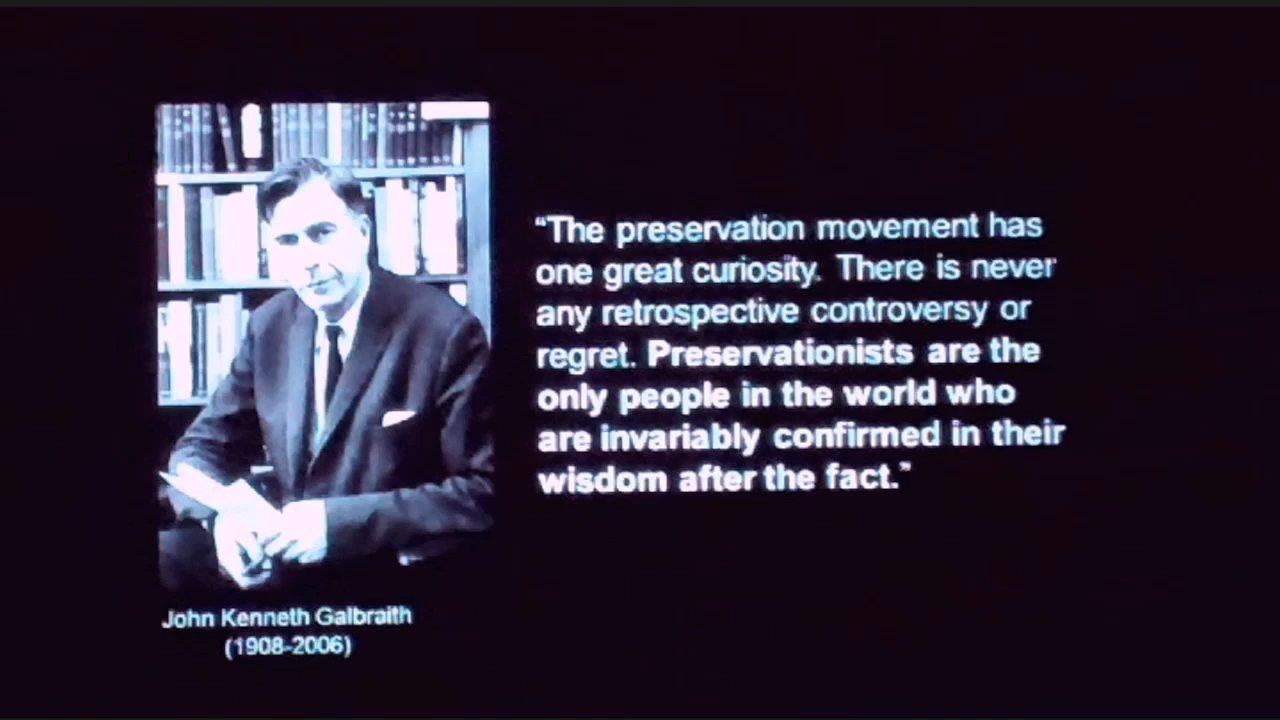 “The preservation movement has
one great curiosity. There is never
any retrospective controversy or
regret. Preservationists are the
only people in the world who
are invariably confirmed in their
wisdom after the fact.”
John Kenneth Galbraith
(1908-2006)